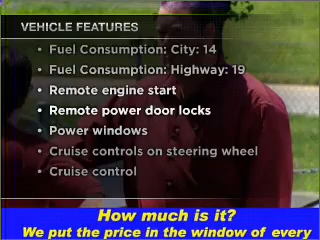 VEHICLE FEATURES
• Fuel Consumption: City: 14
• Fuel Consumption: Highway: 19
• Remote engine start
• Remote power door locks
• Power windows
• Cruise controls on steering wheel
• Cruise control
How much is it?
We put the price in the window of every